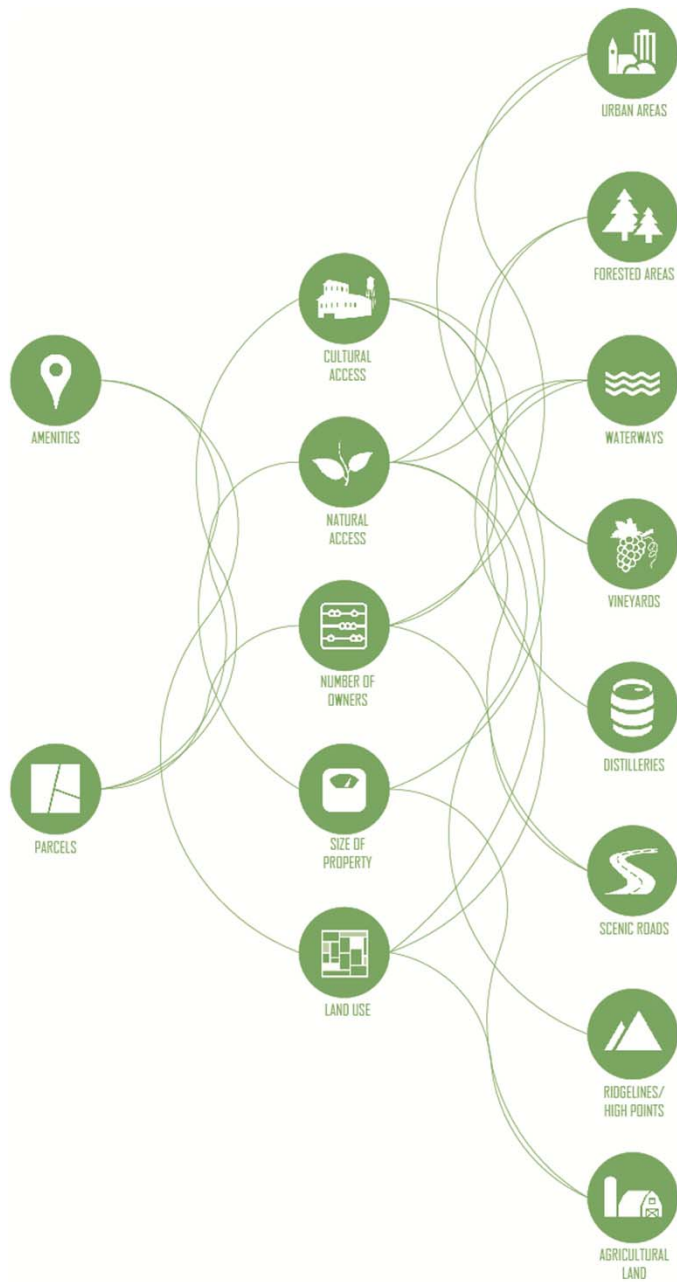 AMENITIES
PARCELS
CULTURAL
ACCESS
NATURAL
ACCESS
NUMBER OF
OWNERS
SIZE OF
PROPERTY
LAND USE
URBAN AREAS
FORESTED AREAS
WATERWAYS
VINEYARDS
DISTILLERIES
SCENIC ROADS
RIDGELINES/
HIGH POINTS
AGRICULTURAL
LAND